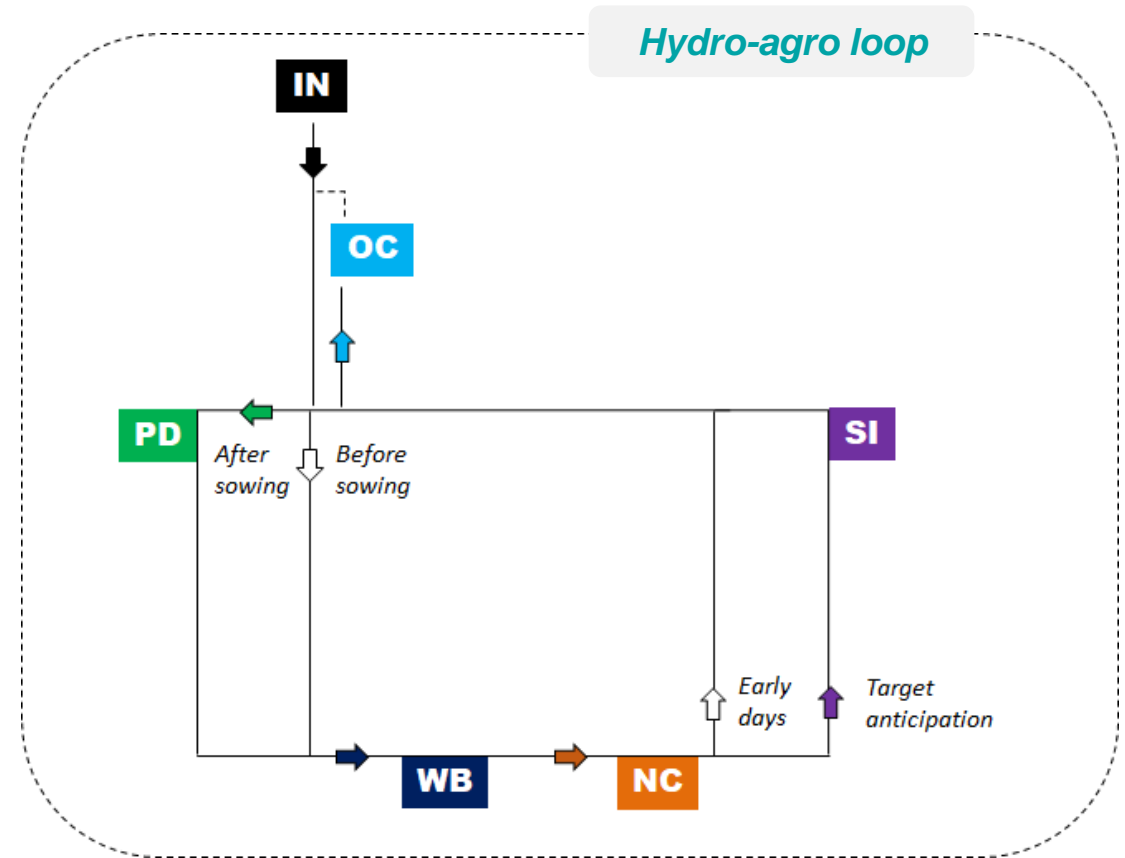 Hydro-agro loop
IN
OC
PD
SI
After
sowing
Before
sowing
Early
days
Target
anticipation
WB
NC